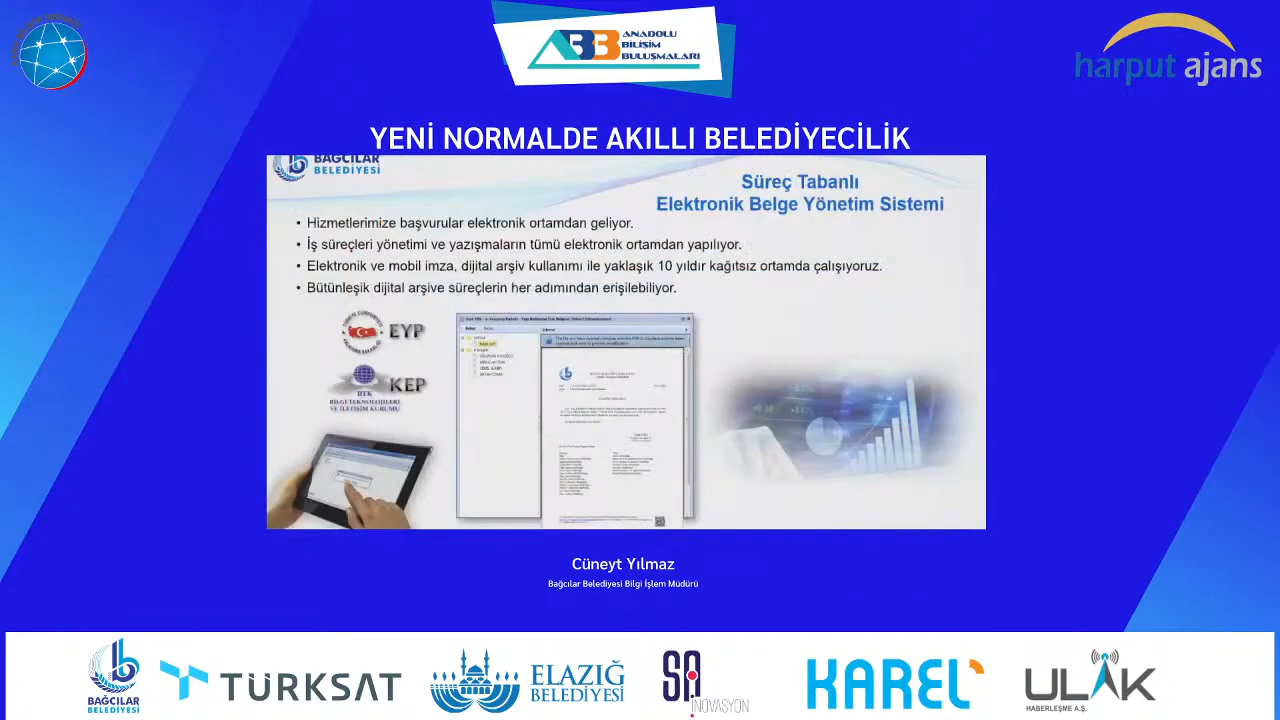 ANADOLU
BİLİŞİM
BULUŞMALARI
harput ajans
YENİ NORMALDE AKILLI BELEDİYECİLİK
BAĞCILAR
BELEDİYESİ
Süreç Tabanlı
Elektronik Belge Yönetim Sistemi
• Hizmetlerimize başvurular elektronik ortamdan geliyor.
• İş süreçleri yönetimi ve yazışmaların tümü elektronik ortamdan yapılıyor.
• Elektronik ve mobil imza, dijital arşiv kullanımı ile yaklaşık 10 yıldır kağıtsız ortamda çalışıyoruz.
• Bütünleşik dijital arşive süreçlerin her adımından erişilebiliyor.
EYP
KEP
BTK
BİLGİ TEKNOLOJİLERİ
VE İLETİŞİM KURUMU
Cüneyt Yılmaz
Bağcılar Belediyesi Bilgi İşlem Müdürü
BAĞCILAR
BELEDİYESİ
TÜRKSAT
ELAZIĞ
BELEDİYESİ
SA
İNOVASYON
KAREL
ULAK
HABERLEŞME A.Ş.